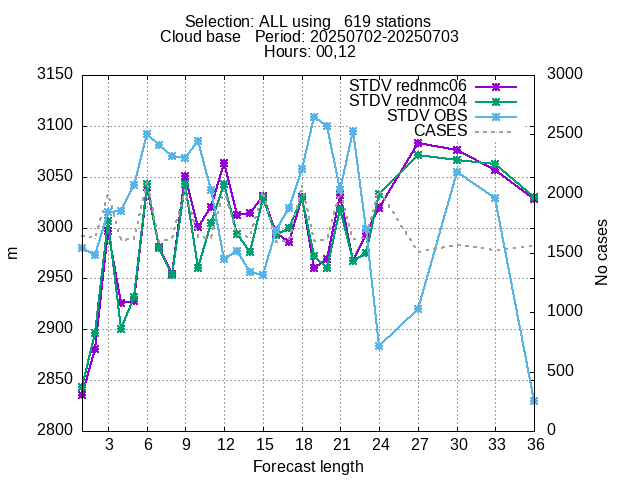 Selection: ALL using   619 stations
Cloud base   Period: 20250702-20250703
Hours: 00,12
STDV rednmc06
STDV rednmc04
STDV OBS
CASES
3150
3100
3050
3000
2950
2900
2850
2800
m
3000
2500
2000
1500
1000
500
0
No cases
3 6 9 12 15 18 21 24 27 30 33 36
Forecast length